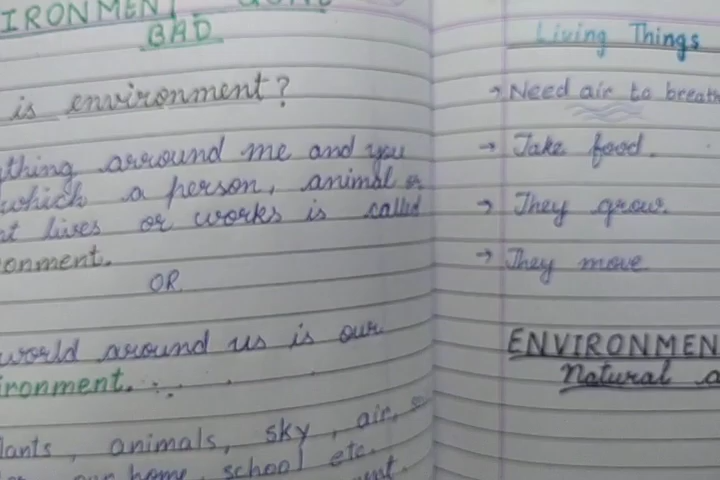 IRONMENT
BAD
is environment?
thing arround me and you
which a person, animal or
lives or works is called
onment.
OR
world around us is our
ironment.
lants, animals, sky, air,
home, school etc.
Living Things
→ Need air to breath
→ Take food.
→ They grow.
→ They move
ENVIRONMEN
Natural a